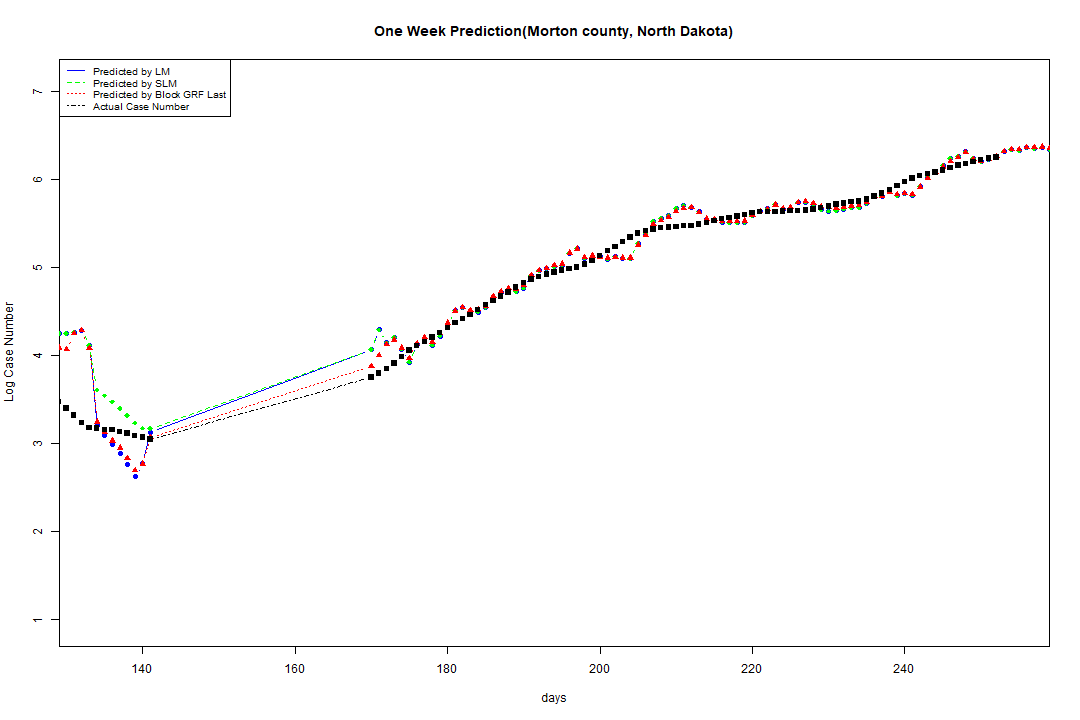 One Week Prediction(Morton county, North Dakota)
Predicted by LM
Predicted by SLM
Predicted by Block GRF Last
Actual Case Number
7
6
5
4
3
2
1
Log Case Number
140 160 180 200 220 240
days